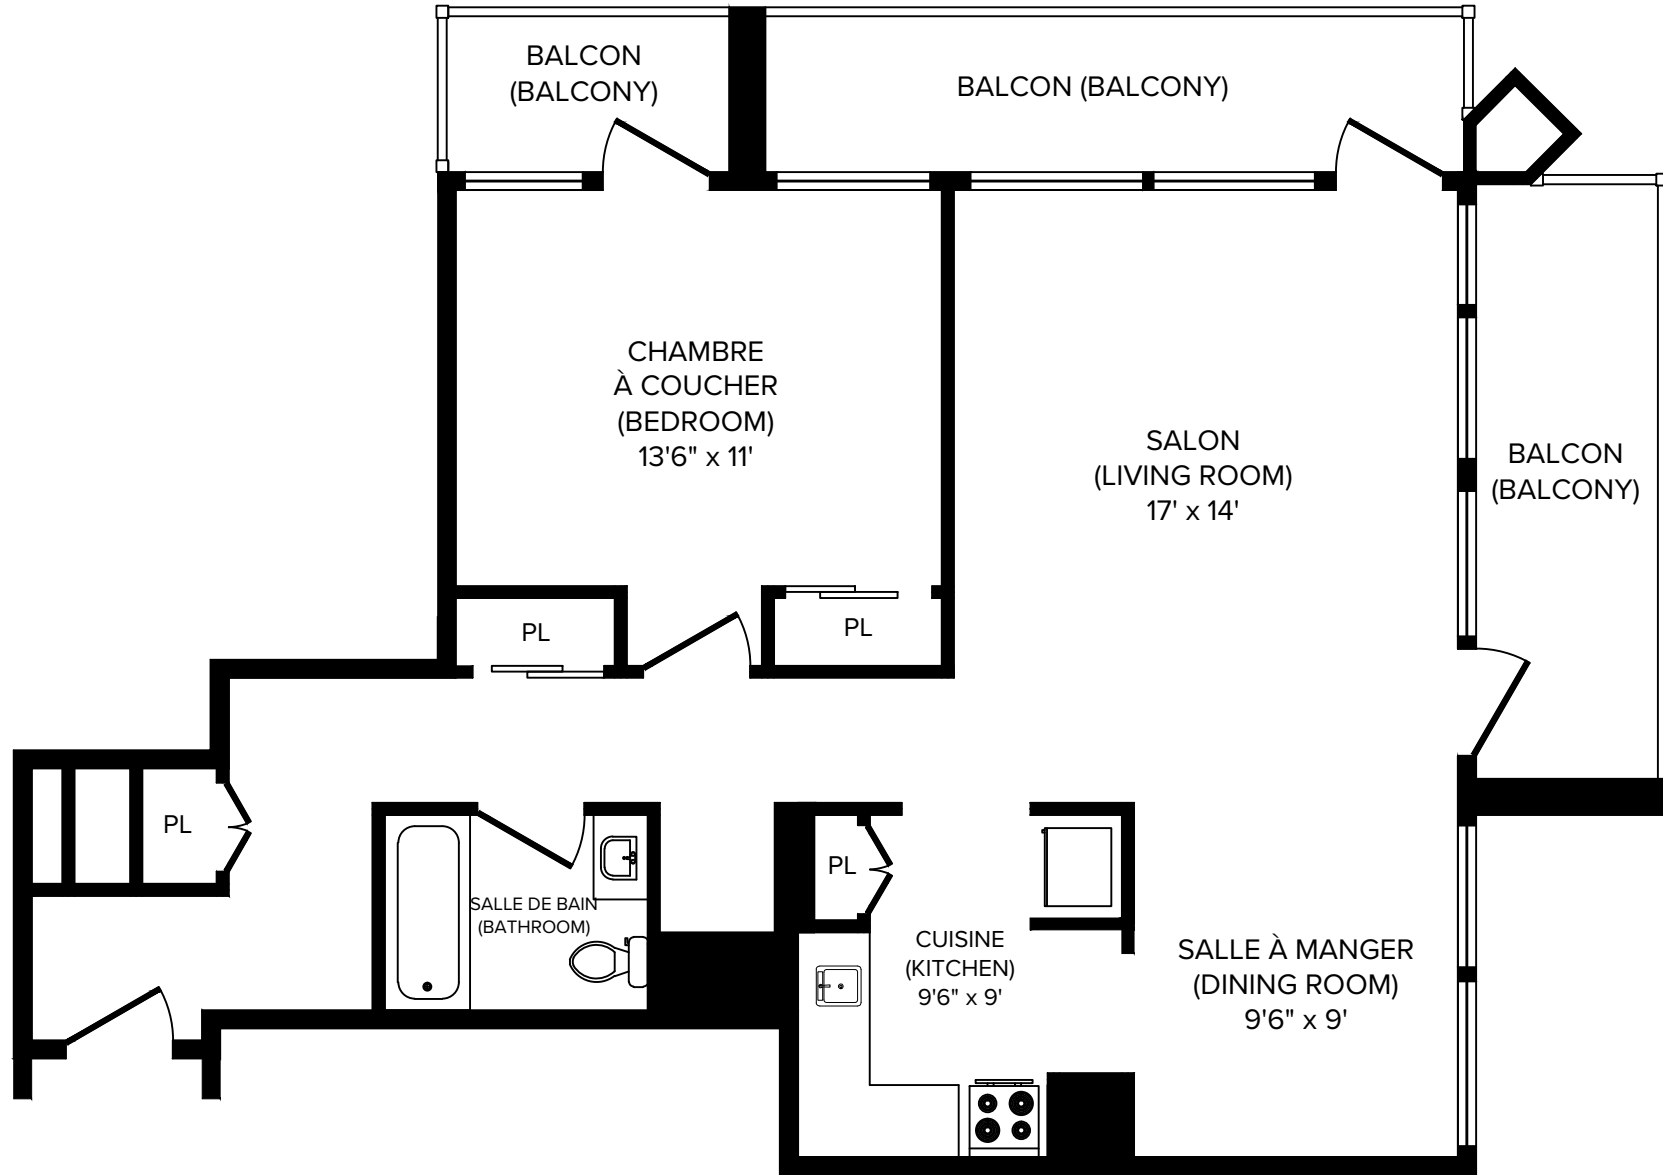 BALCON
(BALCONY)
BALCON (BALCONY)
CHAMBRE
À COUCHER
(BEDROOM)
13'6" x 11'
SALON
(LIVING ROOM)
17' x 14'
BALCON
(BALCONY)
PL
PL
PL
PL
SALLE DE BAIN
(BATHROOM)
CUISINE
(KITCHEN)
9'6" x 9'
SALLE À MANGER
(DINING ROOM)
9'6" x 9'